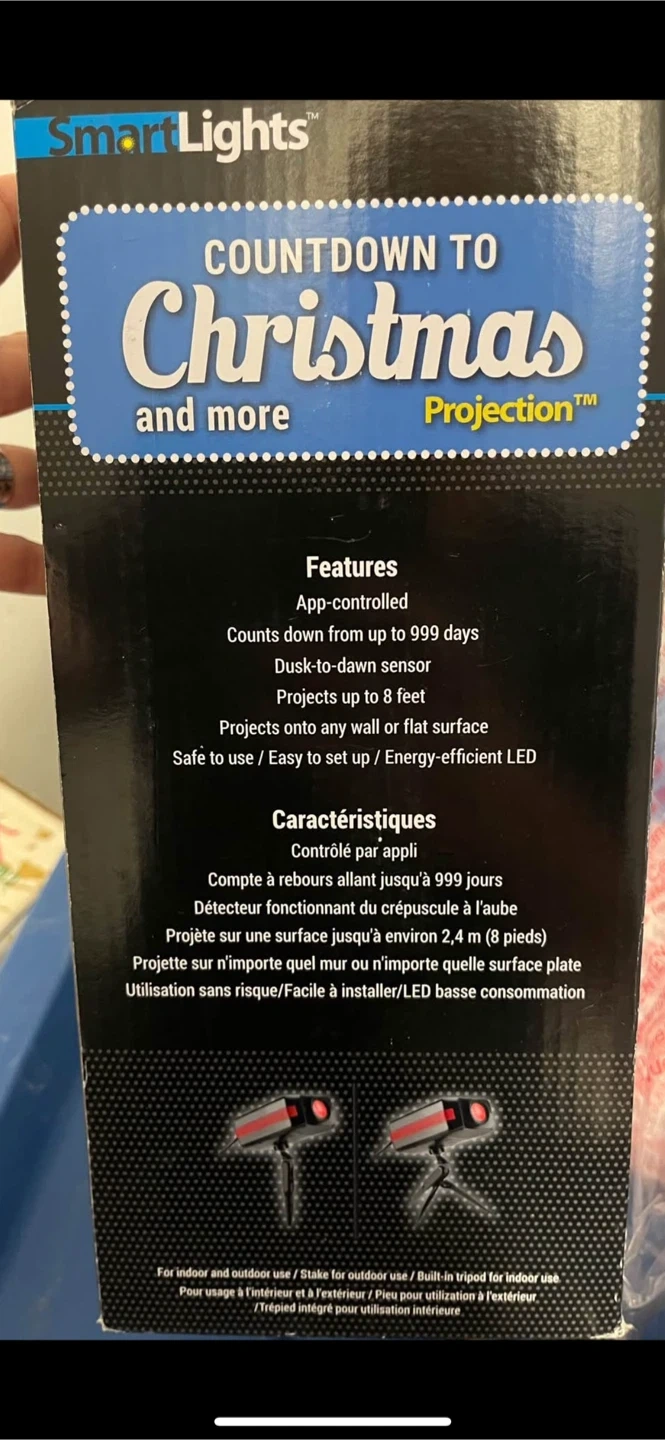 SmartLights™
COUNTDOWN TO
Christmas
and more
Projection™
Features
App-controlled
Counts down from up to 999 days
Dusk-to-dawn sensor
Projects up to 8 feet
Projects onto any wall or flat surface
Safe to use / Easy to set up / Energy-efficient LED
Caractéristiques
Contrôlé par appli
Compte à rebours allant jusqu'à 999 jours
Détecteur fonctionnant du crépuscule à l'aube
Projète sur une surface jusqu'à environ 2,4 m (8 pieds)
Projette sur n'importe quel mur ou n'importe quelle surface plate
Utilisation sans risque/Facile à installer/LED basse consommation
For indoor and outdoor use / Stake for outdoor use / Built-in tripod for indoor use
Pour usage à l'intérieur et à l'extérieur / Pieu pour utilization à l'extérieur
/Trépied intégré pour utilisation intérieure